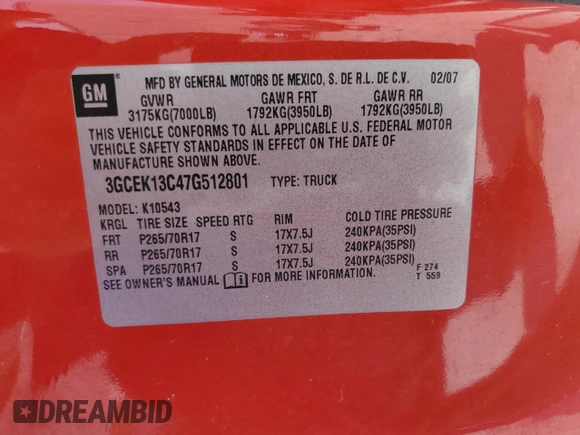 GM
MFD BY GENERAL MOTORS DE MEXICO, S. DE R.L. DE C.V. 02/07
GVWR GAWR FRT GAWR RR
3175KG(7000LB) 1792KG(3950LB) 1792KG(3950LB)
THIS VEHICLE CONFORMS TO ALL APPLICABLE U.S. FEDERAL MOTOR
VEHICLE SAFETY STANDARDS IN EFFECT ON THE DATE OF
MANUFACTURE SHOWN ABOVE.
3GCEK13C47G512801 TYPE: TRUCK
MODEL: K10543
KRGL TIRE SIZE SPEED RTG RIM COLD TIRE PRESSURE
FRT P265/70R17 S 17X7.5J 240KPA(35PSI)
RR P265/70R17 S 17X7.5J 240KPA(35PSI)
SPA P265/70R17 S 17X7.5J 240KPA(35PSI)
SEE OWNER'S MANUAL FOR MORE INFORMATION.
F 274
T 559
DREAMBID